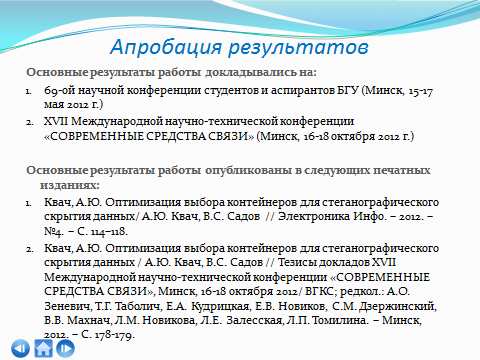 Апробация результатов
Основные результаты работы докладывались на:
1. 69-ой научной конференции студентов и аспирантов БГУ (Минск, 15-17
мая 2012 г.)
2. XVII Международной научно-технической конференции
«СОВРЕМЕННЫЕ СРЕДСТВА СВЯЗИ» (Минск, 16-18 октября 2012 г.)
Основные результаты работы опубликованы в следующих печатных
изданиях:
1. Квач, А.Ю. Оптимизация выбора контейнеров для стеганографического
скрытия данных/ А.Ю. Квач, В.С. Садов // Электроника Инфо. – 2012. –
№4. – С. 114–118.
2. Квач, А.Ю. Оптимизация выбора контейнеров для стеганографического
скрытия данных / А.Ю. Квач, В.С. Садов // Тезисы докладов XVII
Международной научно-технической конференции «СОВРЕМЕННЫЕ
СРЕДСТВА СВЯЗИ», Минск, 16-18 октября 2012/ ВГКС; редкол.: А.О.
Зеневич, Т.Г. Таболич, Е.А. Кудрицкая, Е.В. Новиков, С.М. Дзержинский,
В.В. Махнач, Л.М. Новикова, Л.Е. Залесская, Л.П. Томилина. – Минск,
2012. – С. 178-179.